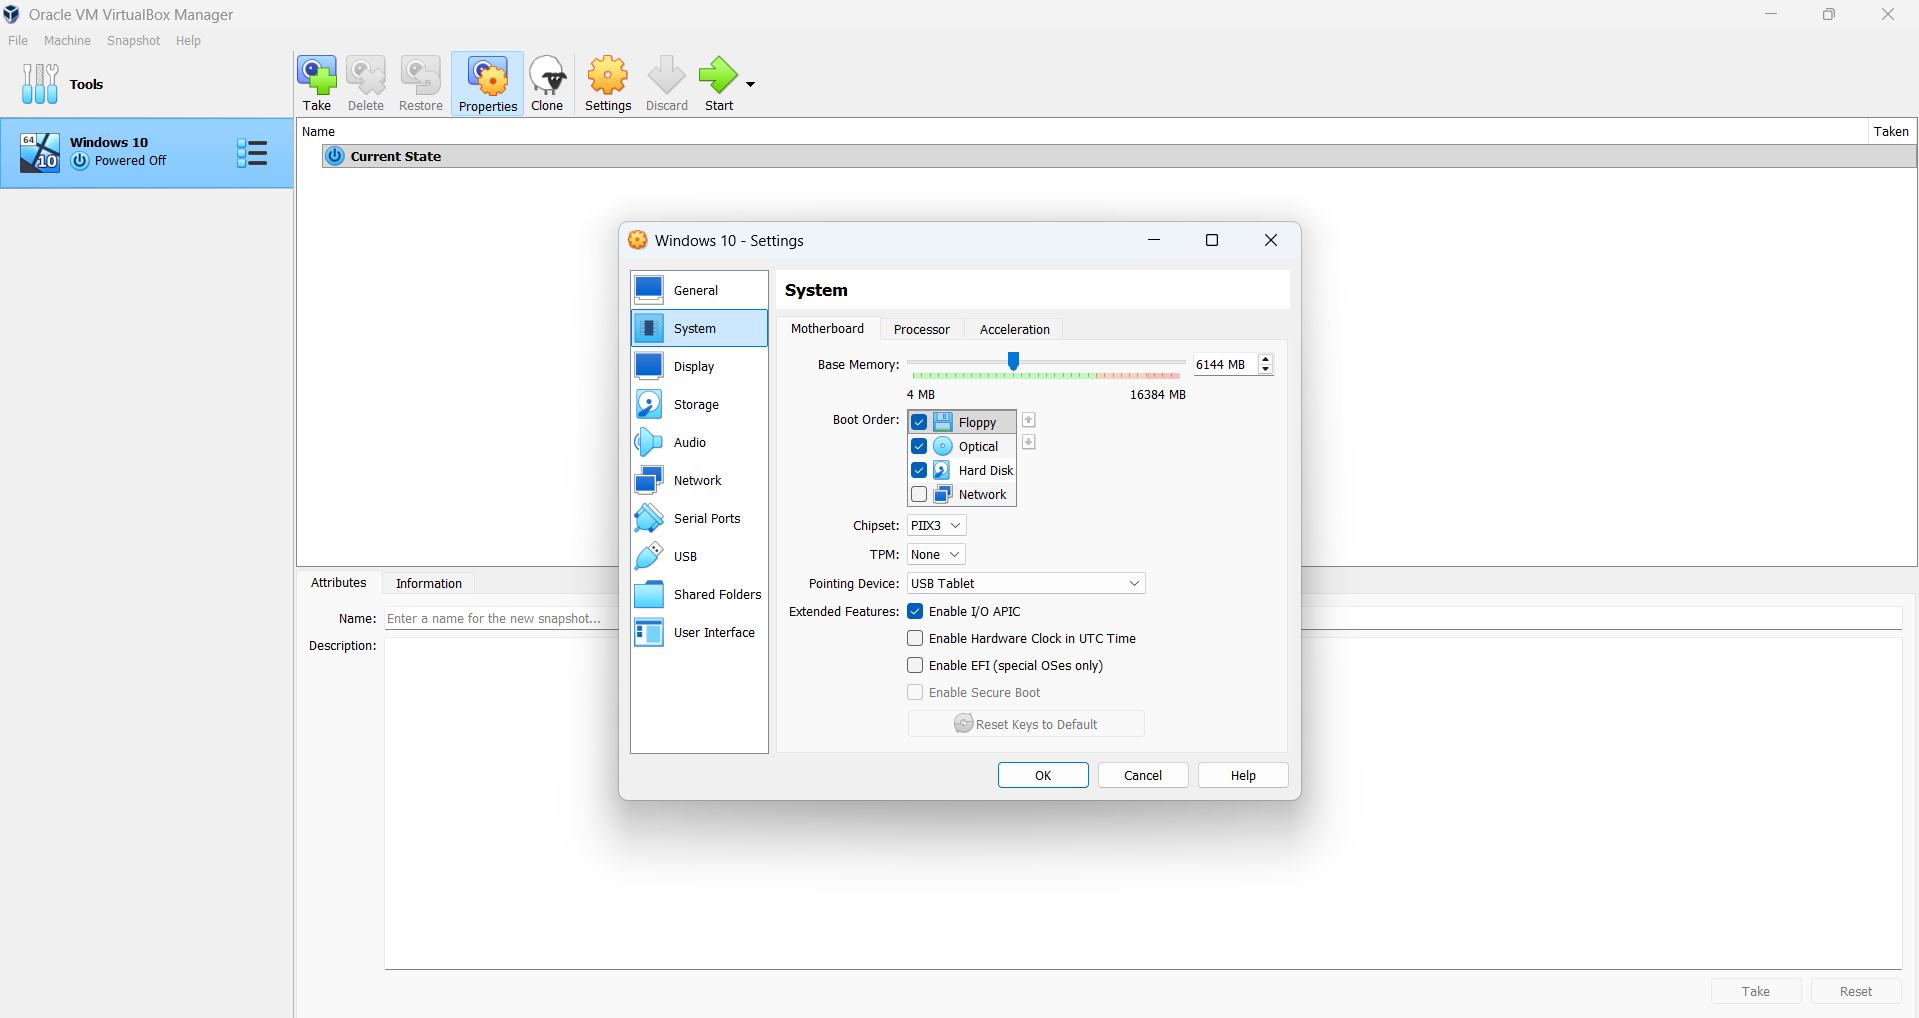 Oracle VM VirtualBox Manager
File Machine Snapshot Help
Tools
Take Delete Restore Properties Clone Settings Discard Start
Name Taken
64
10
Windows 10
Powered Off
Current State
Windows 10 - Settings
General
System
Display
Storage
Audio
Network
Serial Ports
USB
Shared Folders
User Interface
System
Motherboard Processor Acceleration
Base Memory: 6144 MB
4 MB 16384 MB
Boot Order: Floppy
Optical
Hard Disk
Network
Chipset: PIIX3
TPM: None
Pointing Device: USB Tablet
Extended Features: Enable I/O APIC
Enable Hardware Clock in UTC Time
Enable EFI (special OSes only)
Enable Secure Boot
Reset Keys to Default
OK Cancel Help
Attributes Information
Name: Enter a name for the new snapshot...
Description:
Take Reset